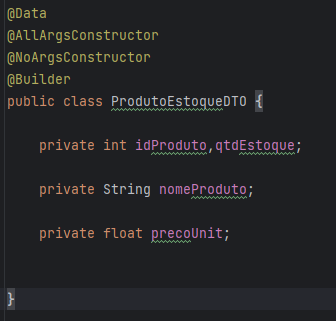 @Data
@AllArgsConstructor
@NoArgsConstructor
@Builder
public class ProdutoEstoqueDTO {
private int idProduto,qtdEstoque;
private String nomeProduto;
private float precoUnit;
}